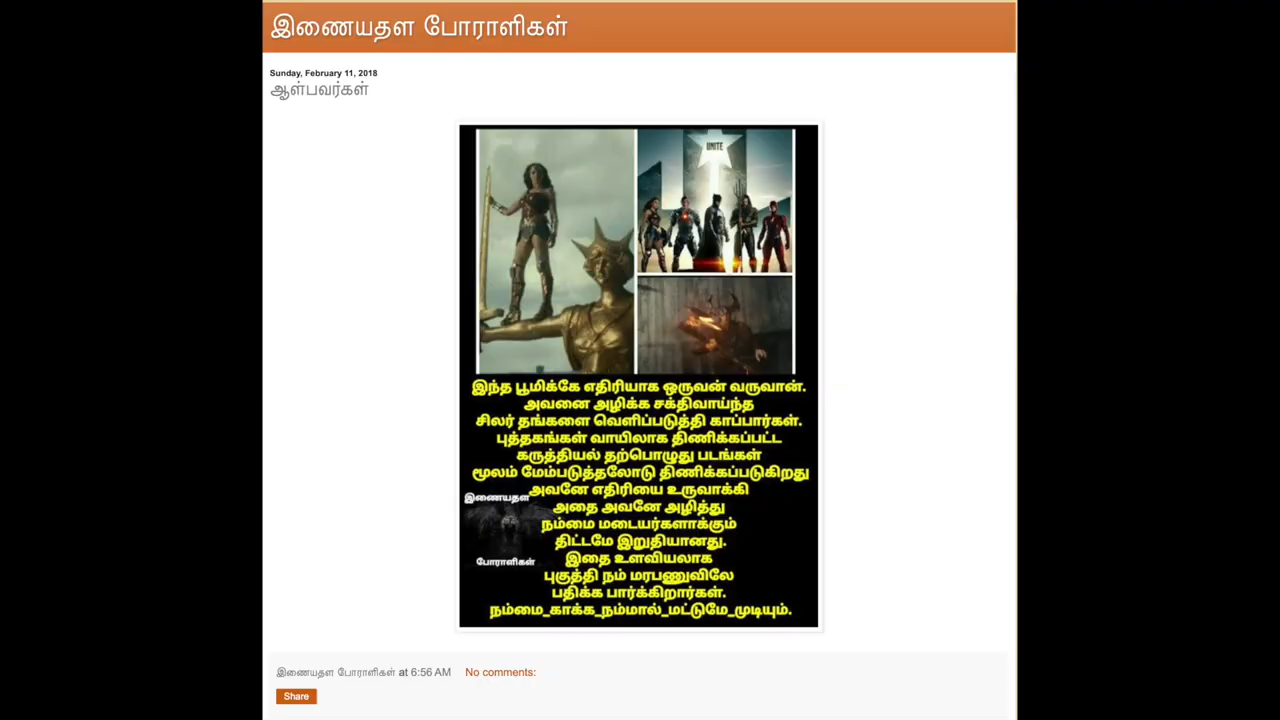 இணையதள போராளிகள்
Sunday, February 11, 2018
ஆள்பவர்கள்
UNITE
இந்த பூமிக்கே எதிரியாக ஒருவன் வருவான்.
அவனை அழிக்க சக்திவாய்ந்த
சிலர் தங்களை வெளிப்படுத்தி காப்பார்கள்.
புத்தகங்கள் வாயிலாக திணிக்கப்பட்ட
கருத்தியல் தற்பொழுது படங்கள்
மூலம் மேம்படுத்தலோடு திணிக்கப்படுகிறது
அவனே எதிரியை உருவாக்கி
இணையதள
அதை அவனே அழித்து
நம்மை மடையர்களாக்கும்
திட்டமே இறுதியானது.
இதை உளவியலாக
போராளிகள்
புகுத்தி நம் மரபணுவிலே
பதிக்க பார்க்கிறார்கள்.
நம்மை_காக்க_நம்மால்_மட்டுமே_முடியும்.
இணையதள போராளிகள் at 6:56 AM No comments:
Share